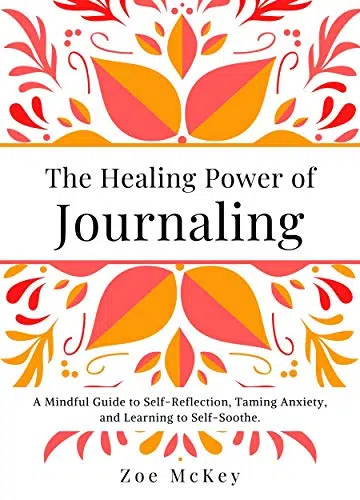 The Healing Power of
Journaling
A Mindful Guide to Self-Reflection, Taming Anxiety,
and Learning to Self-Soothe.
Zoe McKey